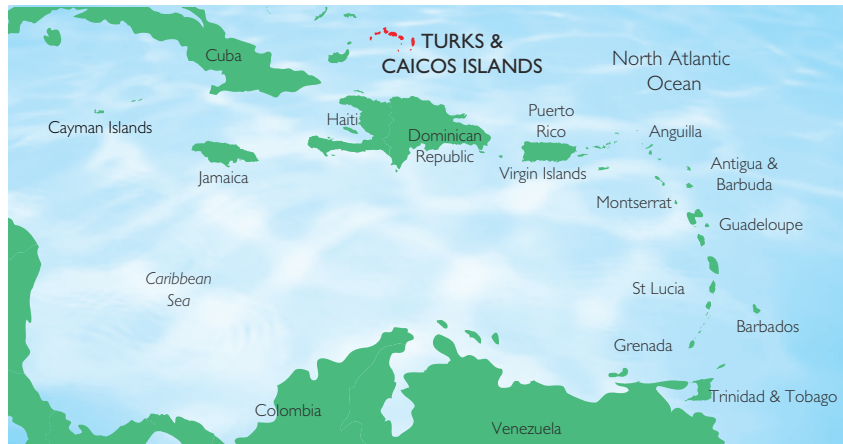 Cuba
TURKS &
CAICOS ISLANDS
North Atlantic
Ocean
Cayman Islands
Haiti
Dominican
Republic
Puerto
Rico
Anguilla
Jamaica
Virgin Islands
Antigua &
Barbuda
Montserrat
Guadeloupe
Caribbean
Sea
St Lucia
Barbados
Grenada
Trinidad & Tobago
Colombia
Venezuela